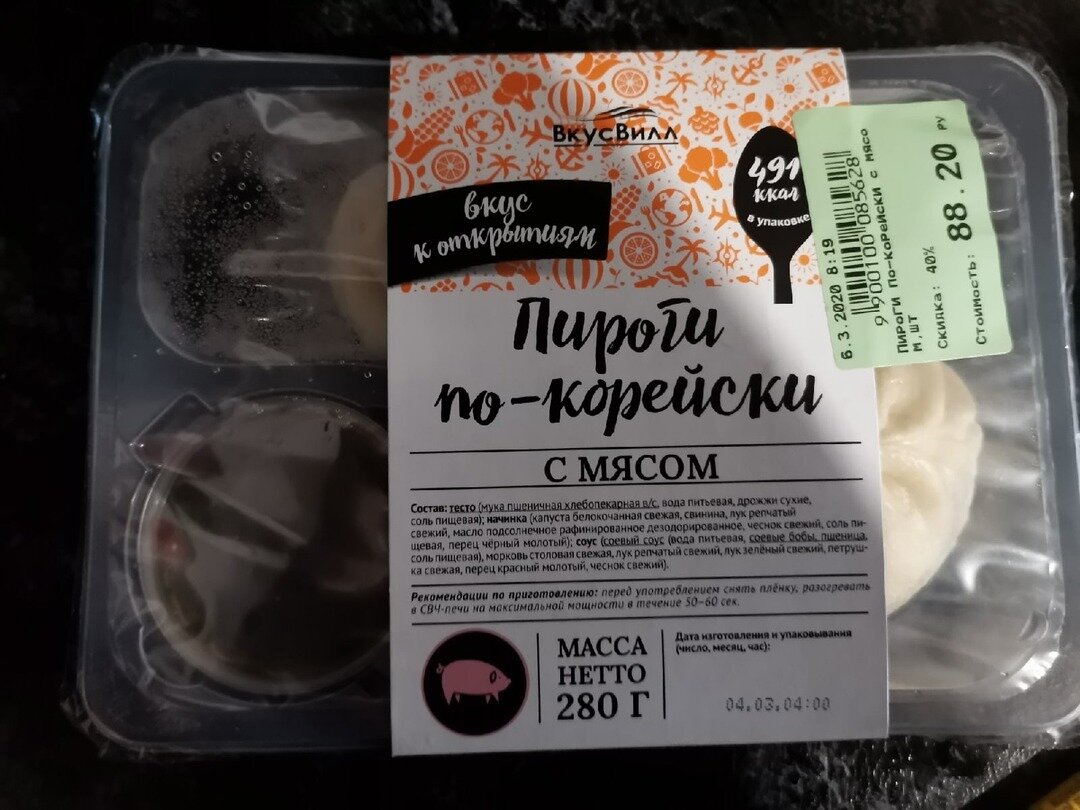 ВкусВилл
вкус
к открытиям
491
ккал
в упаковке
Пироги
по-корейски
с мясом
Состав: тесто (мука пшеничная хлебопекарная в/с, вода питьевая, дрожжи сухие,
соль пищевая); начинка (капуста белокочанная свежая, свинина, лук репчатый
свежий, масло подсолнечное рафинированное дезодорированное, чеснок свежий, соль пи-
щевая, перец чёрный молотый); соус (соевый соус (вода питьевая, соевые бобы, пшеница,
соль пищевая), морковь столовая свежая, лук репчатый свежий, лук зелёный свежий, петруш-
ка свежая, перец красный молотый, чеснок свежий).
Рекомендации по приготовлению: перед употреблением снять плёнку, разогревать
в СВЧ-печи на максимальной мощности в течение 50–60 сек.
МАССА
НЕТТО
280 Г
Дата изготовления и упаковывания
(число, месяц, час):
04.03.04:00
6.3.2020 8:19
9900100 085628
ПИРОГИ ПО-КОРЕЙСКИ С МЯСО
М,ШТ
СКИДКА: 40%
СТОИМОСТЬ: 88.20 РУ